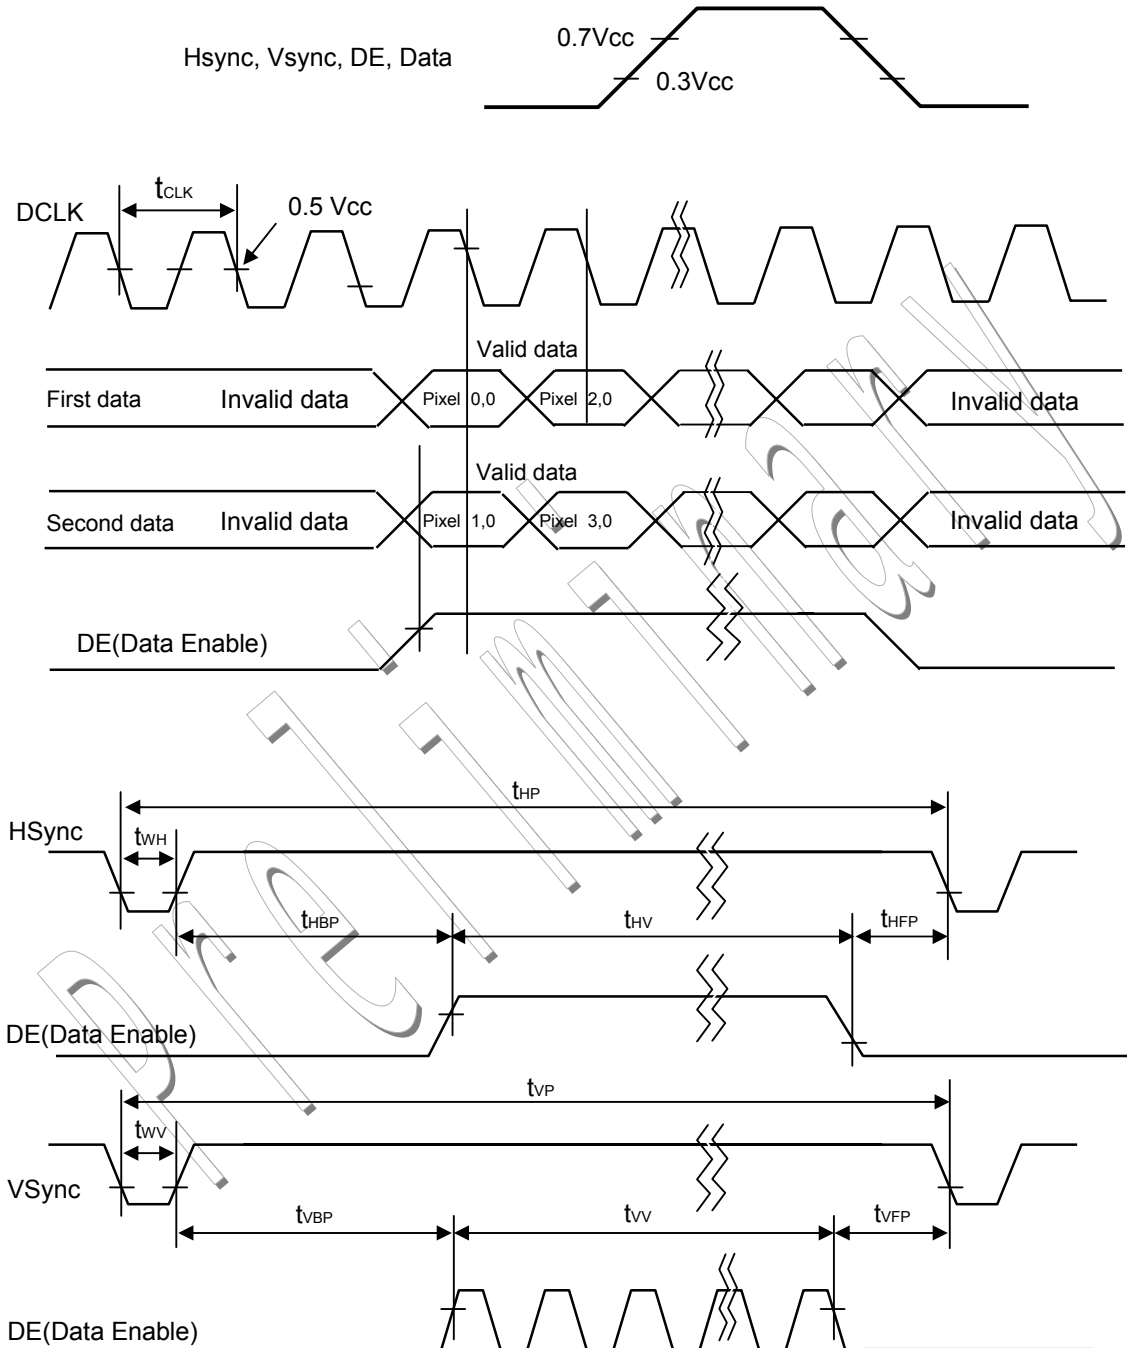 0.7Vcc
Hsync, Vsync, DE, Data
0.3Vcc
tCLK
DCLK
0.5 Vcc
Valid data
First data
Invalid data
Pixel 0,0
Pixel 2,0
Invalid data
Valid data
Second data
Invalid data
Pixel 1,0
Pixel 3,0
Invalid data
DE(Data Enable)
tHP
HSync
tWH
tHBP
tHV
tHFP
DE(Data Enable)
tVP
tWV
VSync
tVBP
tVV
tVFP
DE(Data Enable)
Preliminary